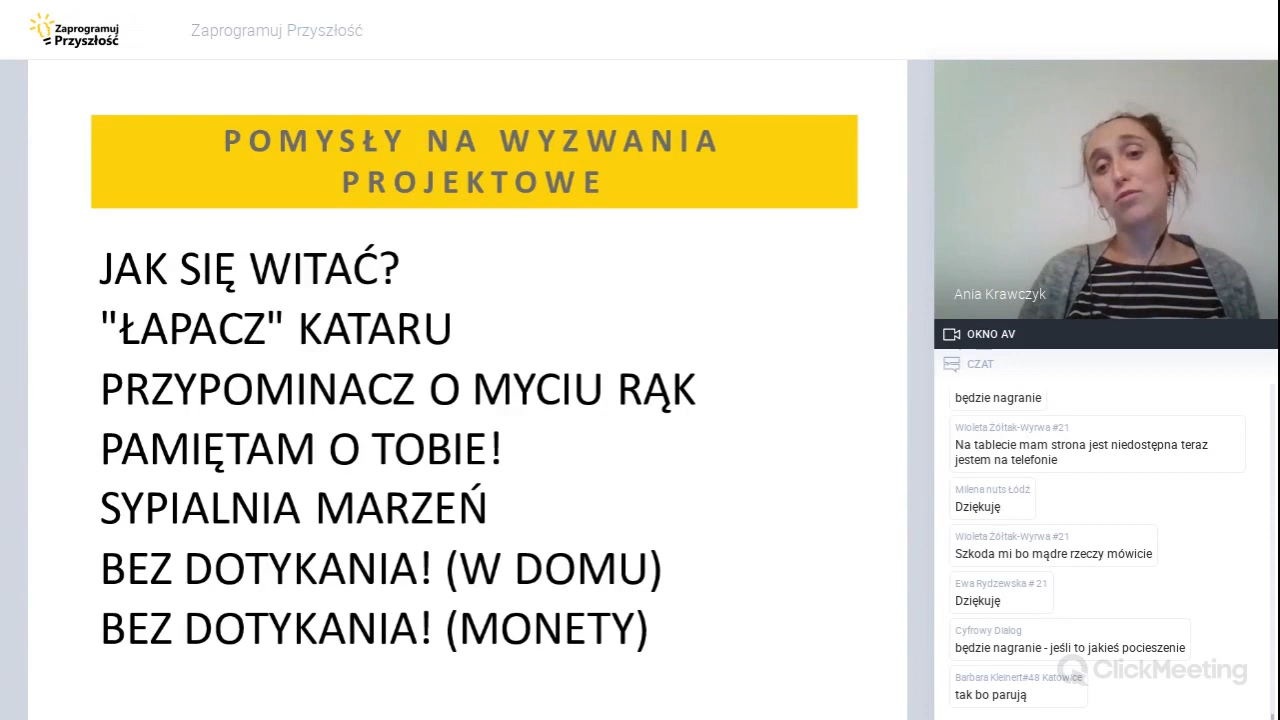 Zaprogramuj
Przyszłość
Zaprogramuj Przyszłość
POMYSŁY NA WYZWANIA
PROJEKTOWE
JAK SIĘ WITAĆ?
"ŁAPACZ" KATARU
PRZYPOMINACZ O MYCIU RĄK
PAMIĘTAM O TOBIE!
SYPIALNIA MARZEŃ
BEZ DOTYKANIA! (W DOMU)
BEZ DOTYKANIA! (MONETY)
Ania Krawczyk
OKNO AV
CZAT
będzie nagranie
Wioleta Żółtak-Wyrwa #21
Na tablecie mam strona jest niedostępna teraz
jestem na telefonie
Milena nuts Łódź
Dziękuję
Wioleta Żółtak-Wyrwa #21
Szkoda mi bo mądre rzeczy mówicie
Ewa Rydzewska # 21
Dziękuję
Cyfrowy Dialog
będzie nagranie - jeśli to jakieś pocieszenie
ClickMeeting
Barbara Kleinert#48 Katowice
tak bo parują